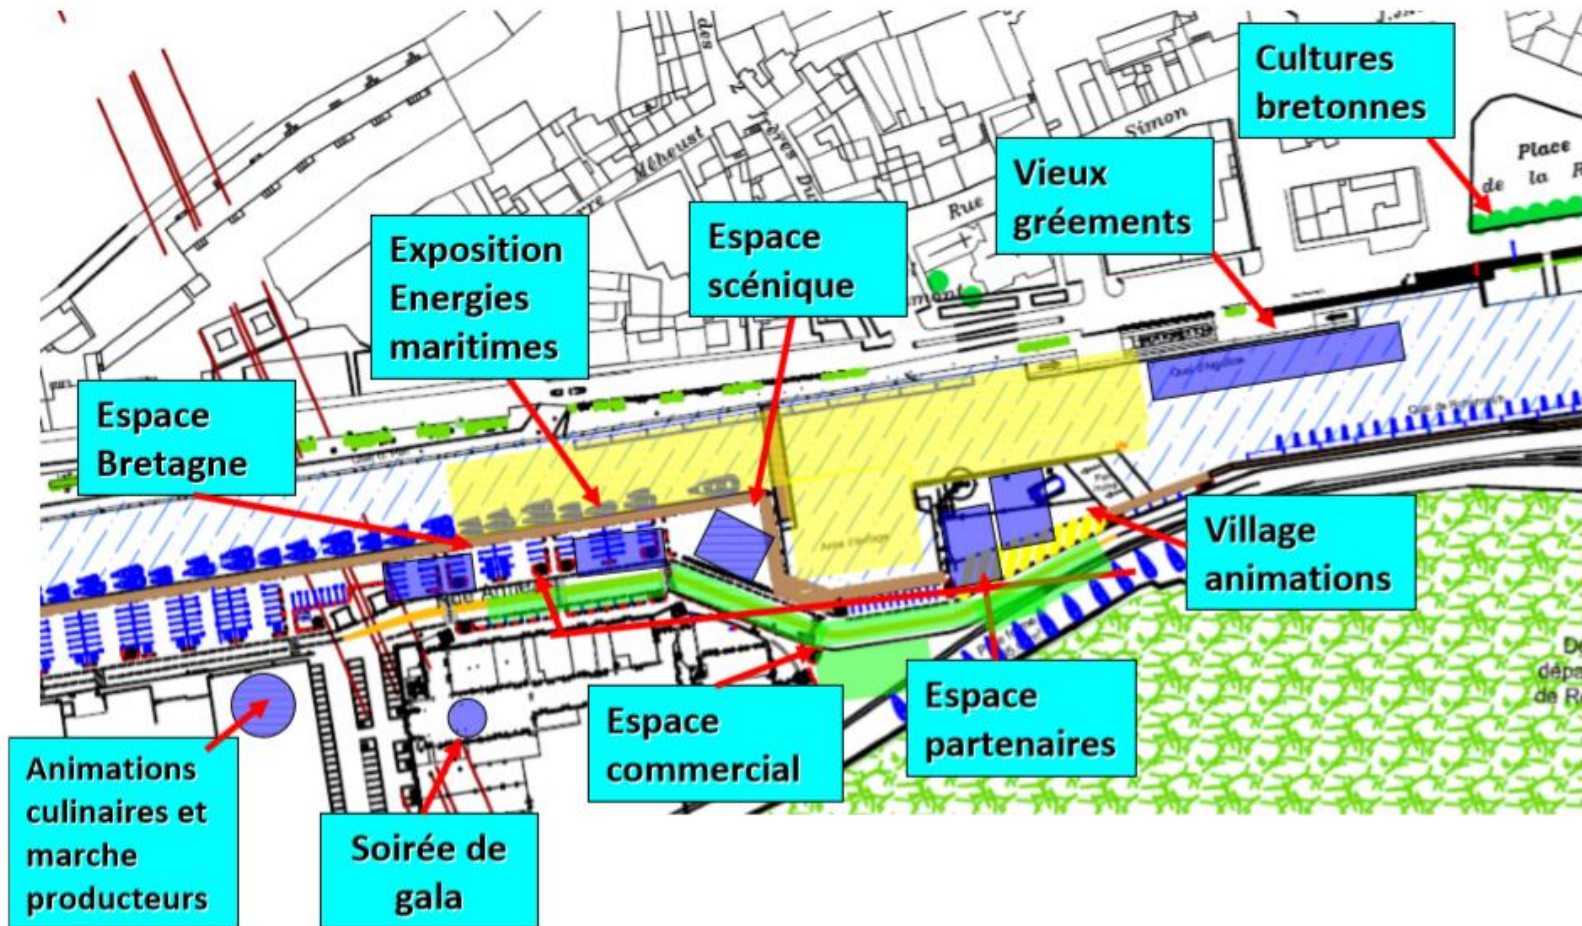 des
Cultures
bretonnes
Simon
Place
de la R
Méheust
Vieux
gréements
Rue
Exposition
Energies
maritimes
Espace
scénique
Espace
Bretagne
Village
animations
Espace
commercial
Espace
partenaires
Animations
culinaires et
marche
producteurs
Soirée de
gala